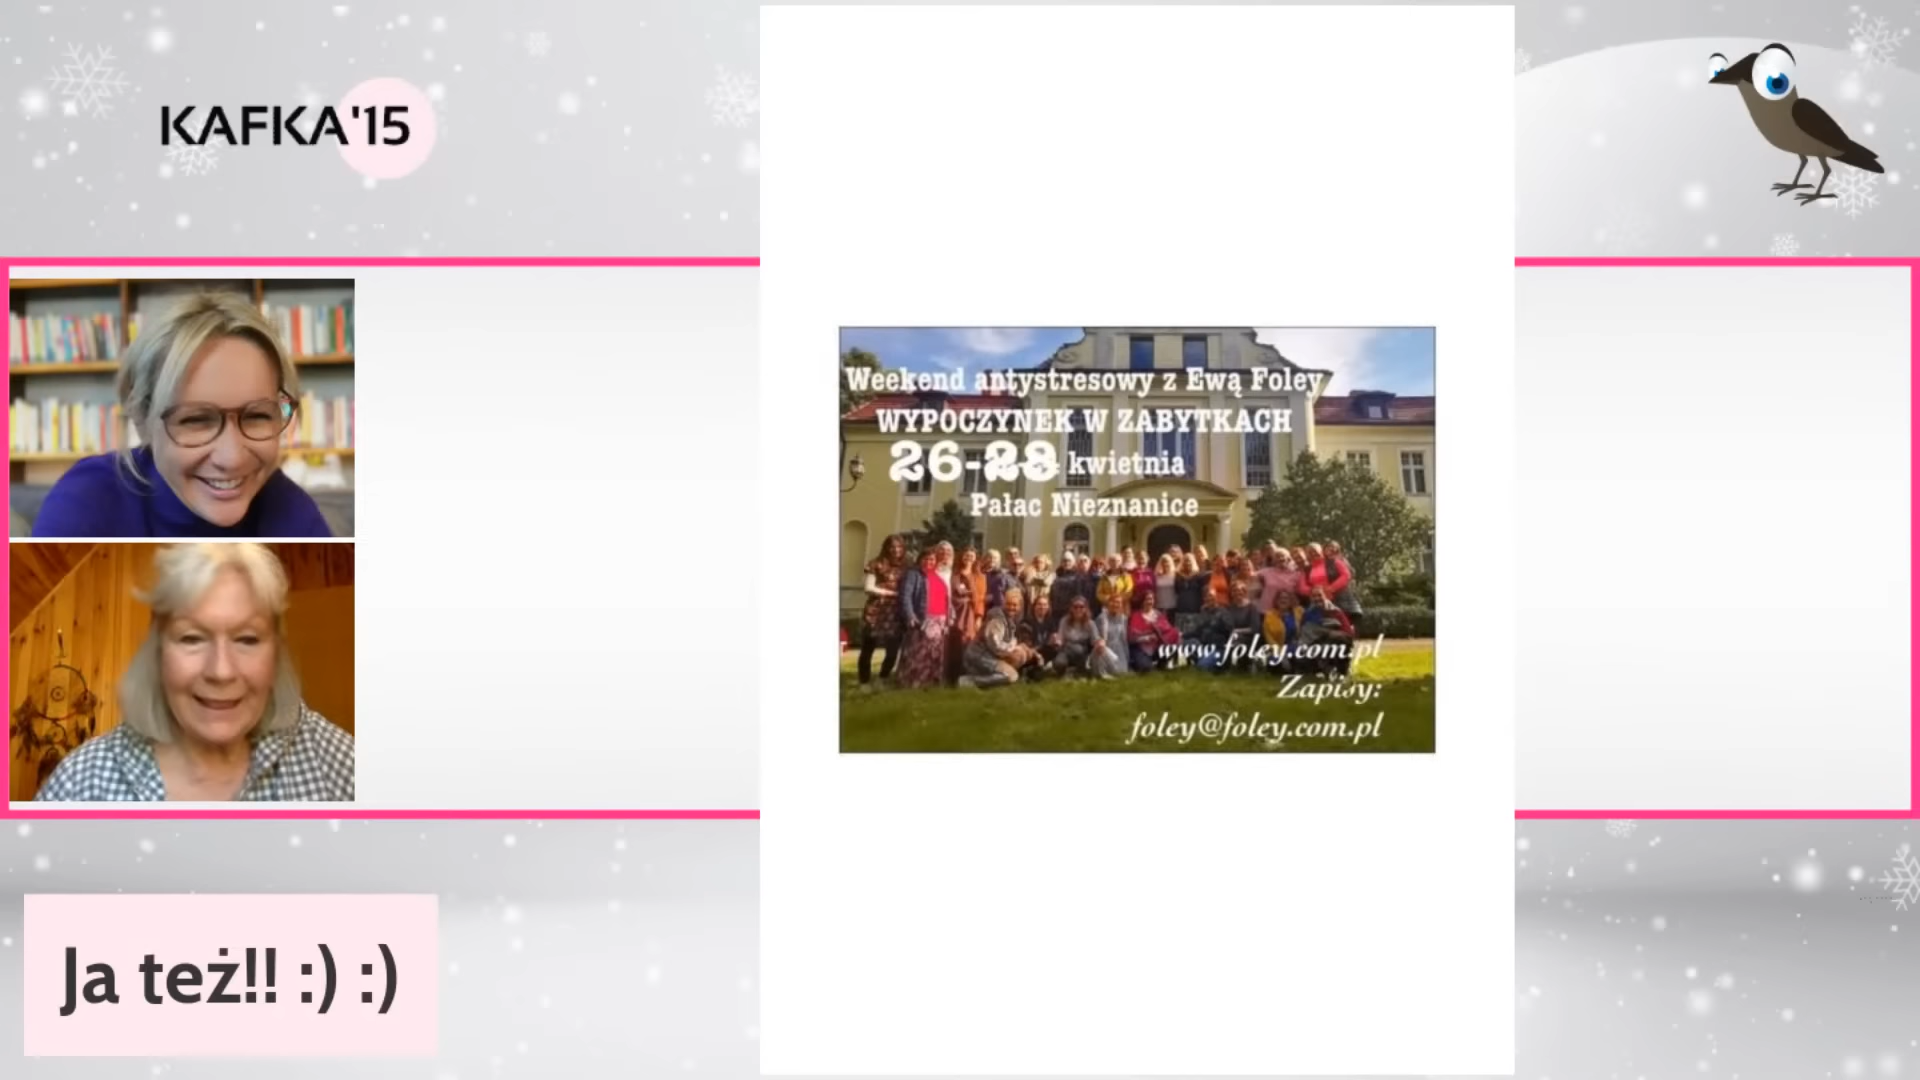 KAFKA'15
Weekend antystresowy z Ewą Foley
WYPOCZYNEK W ZABYTKACH
26-28 kwietnia
Pałac Nieznanice
www.foley.com.pl
Zapisy:
foley@foley.com.pl
Ja też!! :) :)